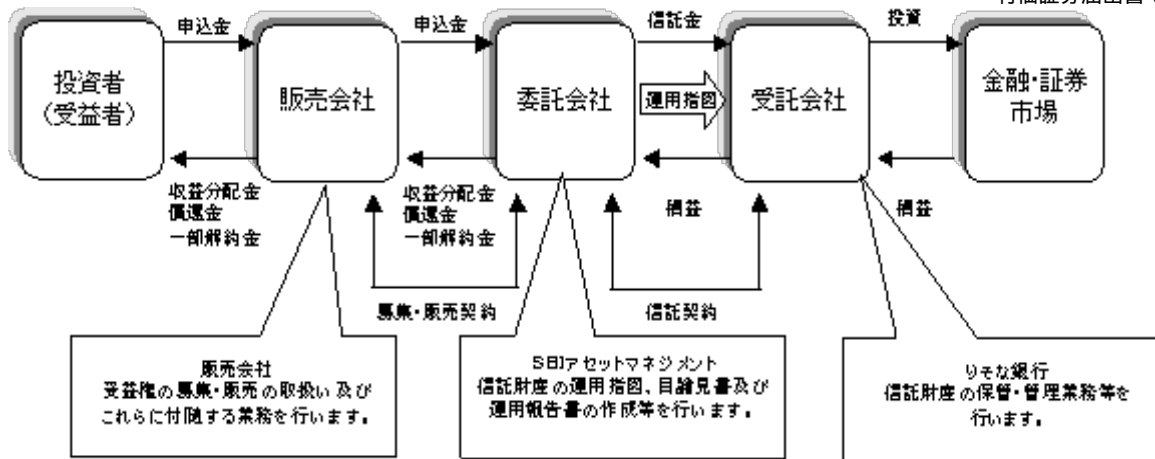 申込金
申込金
信託金
投資
投資者
(受益者)
販売会社
委託会社
運用指図
受託会社
金融・証券
市場
収益分配金
償還金
一部解約金
収益分配金
償還金
一部解約金
損益
損益
募集・販売契約
信託契約
販売会社
受益権の募集・販売の取扱い及び
これらに付随する業務を行います。
SBIアセットマネジメント
信託財産の運用指図、目論見書及び
運用報告書の作成等を行います。
りそな銀行
信託財産の保管・管理業務等を
行います。